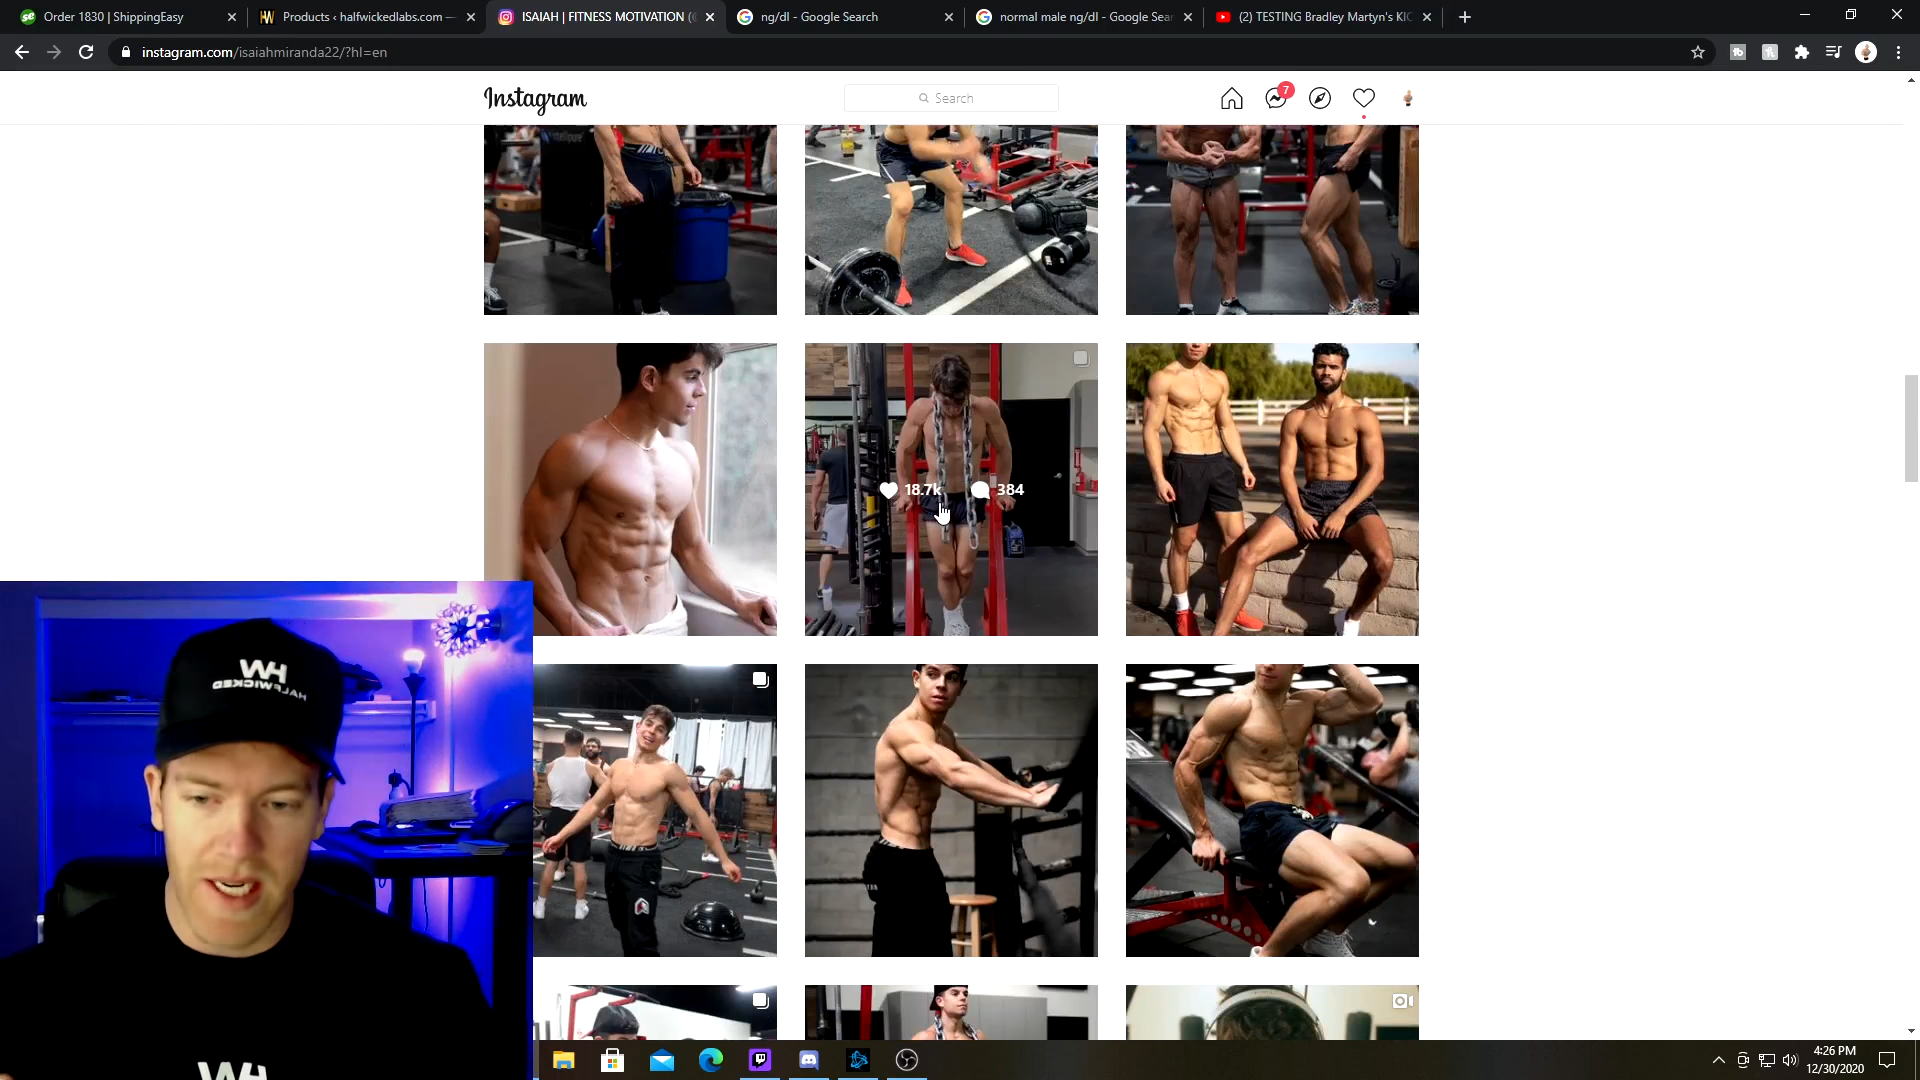 Order 1830 | ShippingEasy
Products ‹ halfwickedlabs.com —
ISAIAH | FITNESS MOTIVATION (
ng/dl - Google Search
normal male ng/dl - Google Sear
(2) TESTING Bradley Martyn's KIC
instagram.com/isaiahmiranda22/?hl=en
Instagram
Search
7
18.7k
384
WH
HALFWICKED
WH
4:26 PM
12/30/2020